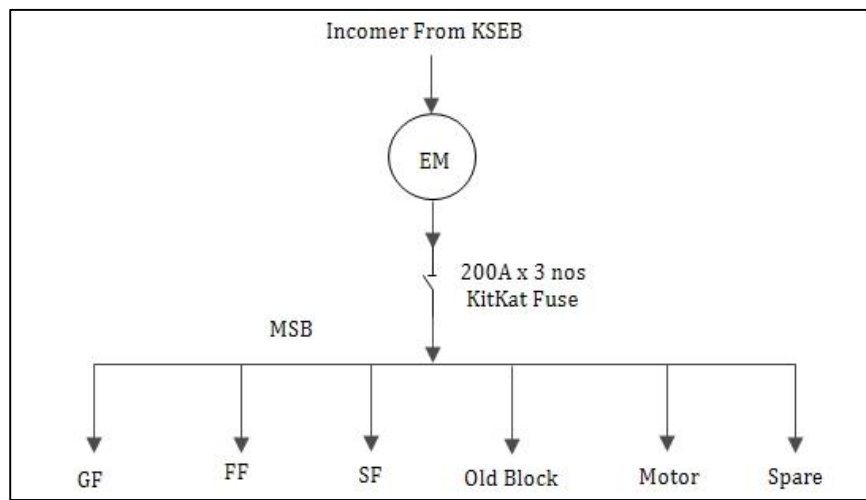 Incomer From KSEB
EM
200A x 3 nos
KitKat Fuse
MSB
GF
FF
SF
Old Block
Motor
Spare